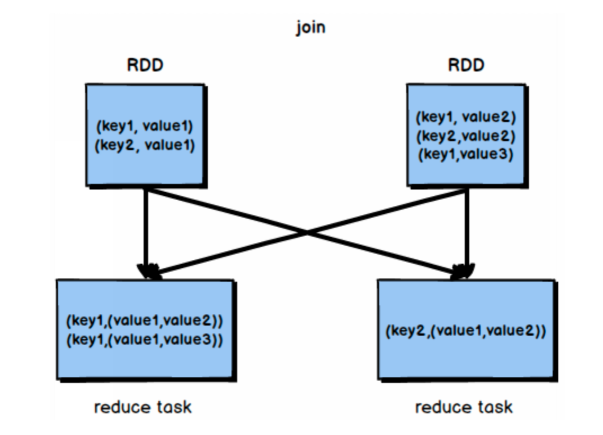 join
RDD
RDD
(key1, value1)
(key2, value1)
(key1, value2)
(key2,value2)
(key1,value3)
(key1,(value1,value2))
(key1,(value1,value3))
(key2,(value1,value2))
reduce task
reduce task